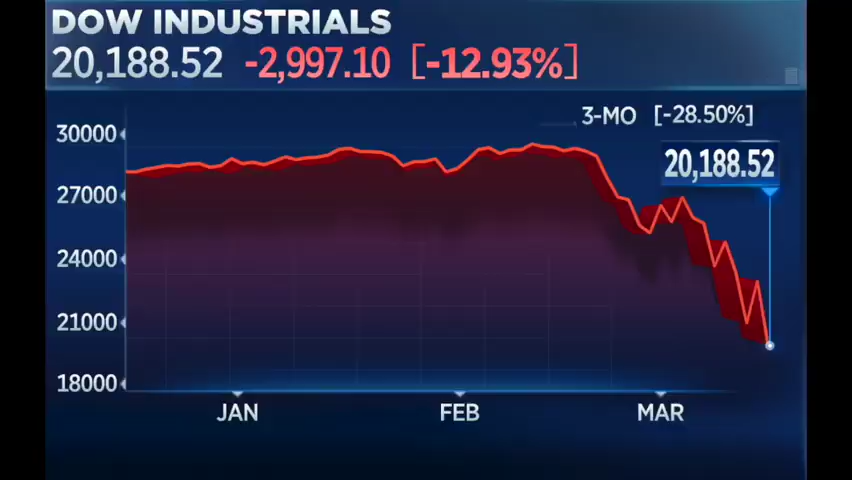 DOW INDUSTRIALS
20,188.52 -2,997.10 [-12.93%]
3-MO [-28.50%]
30000
20,188.52
27000
24000
21000
18000
JAN FEB MAR